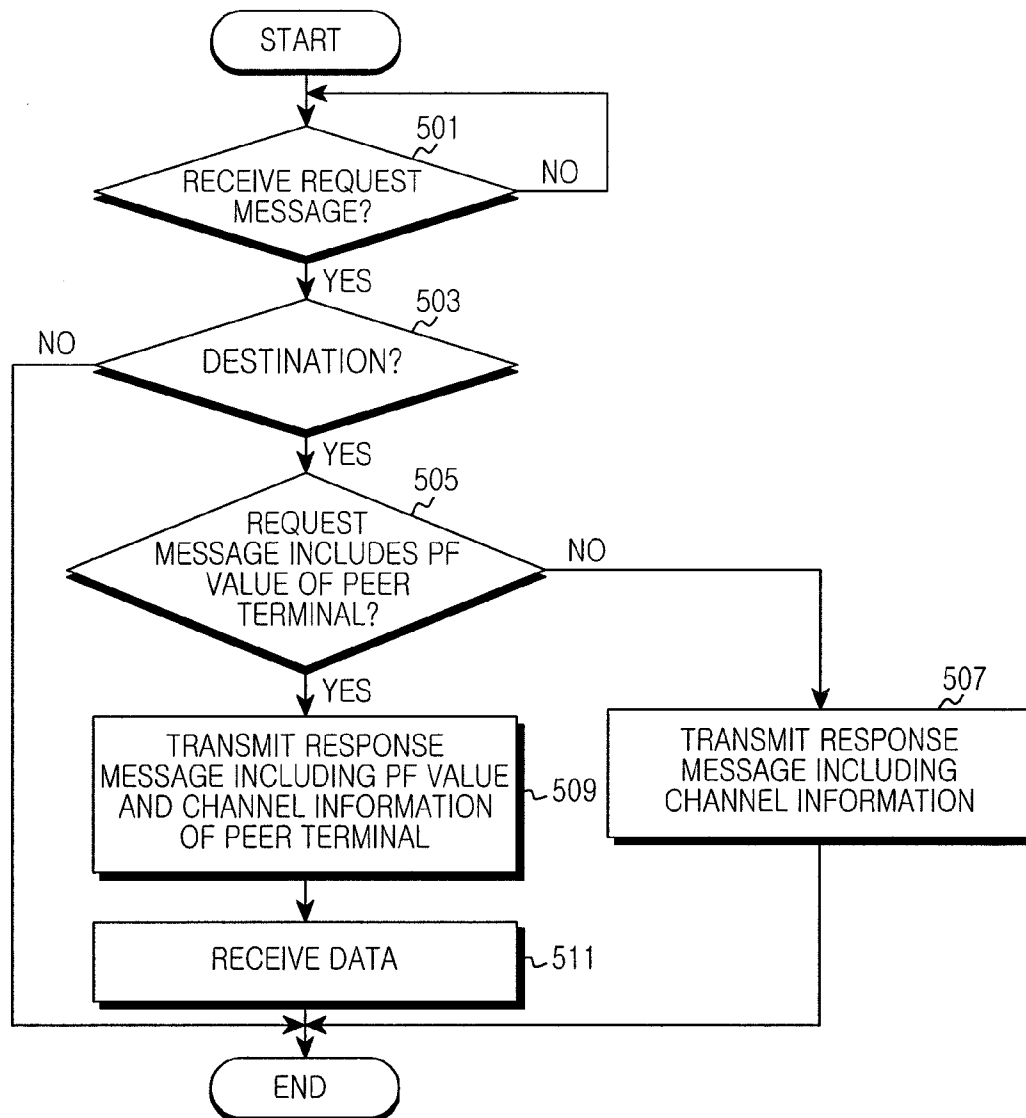 START
501
RECEIVE REQUEST
MESSAGE?
NO
YES
503
NO
DESTINATION?
YES
505
REQUEST
MESSAGE INCLUDES PF
VALUE OF PEER
TERMINAL?
NO
YES
507
TRANSMIT RESPONSE
MESSAGE INCLUDING
CHANNEL INFORMATION
TRANSMIT RESPONSE
MESSAGE INCLUDING PF VALUE
AND CHANNEL INFORMATION
OF PEER TERMINAL
509
RECEIVE DATA
511
END